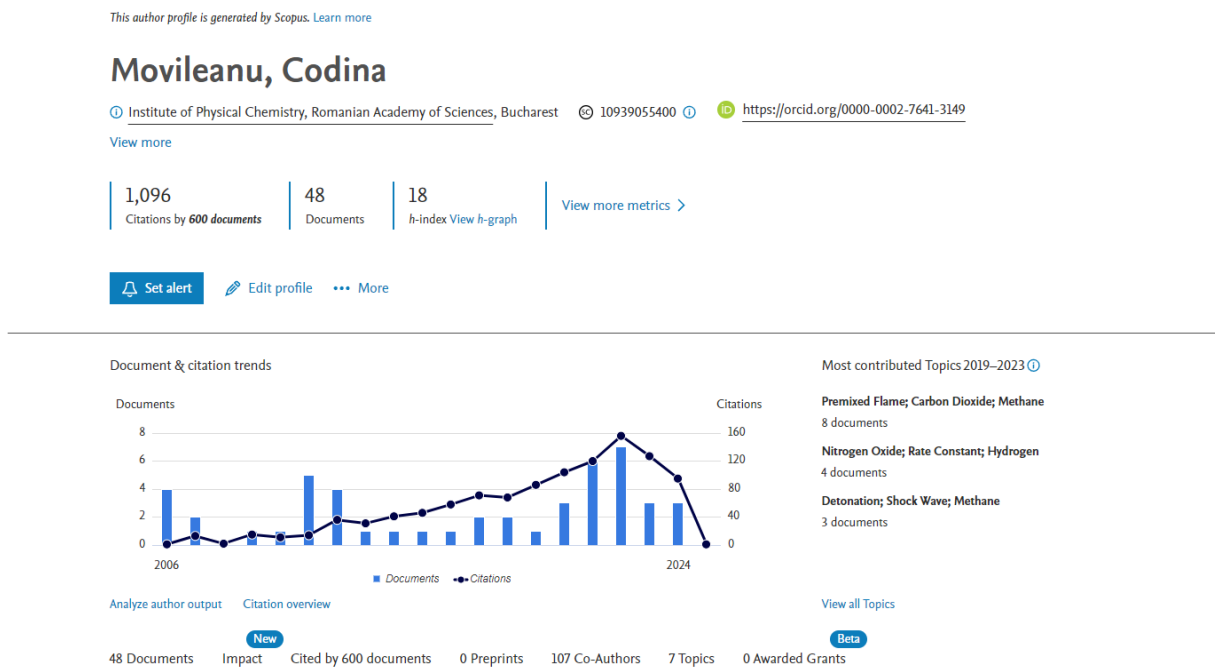 This author profile is generated by Scopus. Learn more
Movileanu, Codina
Institute of Physical Chemistry, Romanian Academy of Sciences, Bucharest SC 10939055400 iD https://orcid.org/0000-0002-7641-3149
View more
1,096 48 18
Citations by 600 documents Documents h-index View h-graph
View more metrics
Set alert Edit profile More
Document & citation trends
Documents Citations
8 160
6 120
4 80
2 40
0 0
2006 2024
Documents Citations
Analyze author output Citation overview
Most contributed Topics 2019–2023
Premixed Flame; Carbon Dioxide; Methane
8 documents
Nitrogen Oxide; Rate Constant; Hydrogen
4 documents
Detonation; Shock Wave; Methane
3 documents
View all Topics
New Beta
48 Documents Impact Cited by 600 documents 0 Preprints 107 Co-Authors 7 Topics 0 Awarded Grants